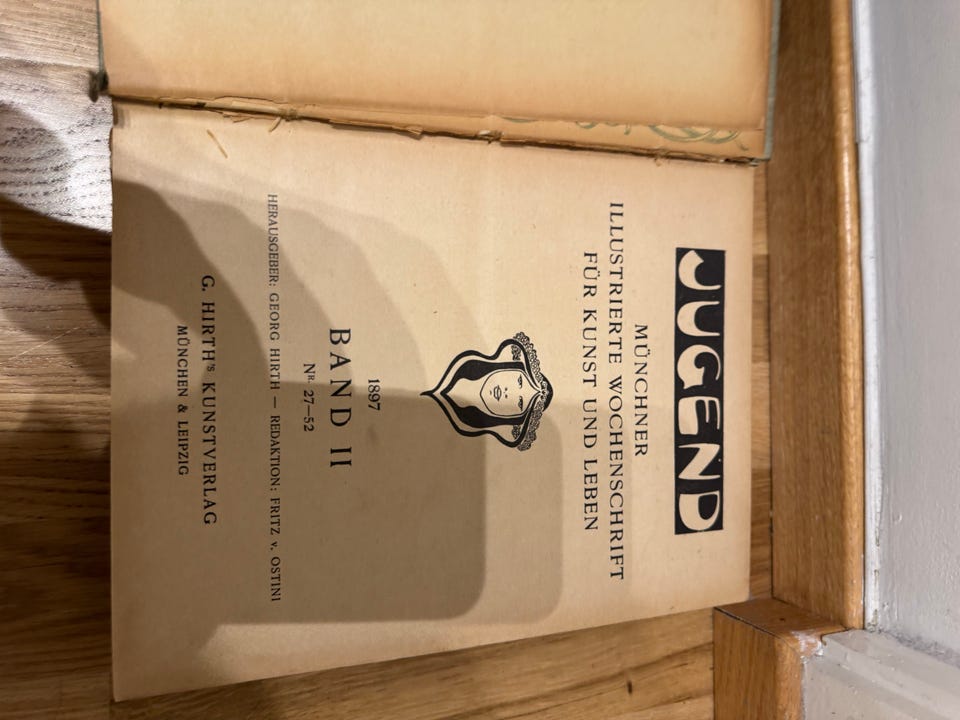 JUGEND
MÜNCHNER
ILLUSTRIERTE WOCHENSCHRIFT
FÜR KUNST UND LEBEN
1897
BAND II
Nᴿ. 27—52
HERAUSGEBER: GEORG HIRTH — REDAKTION: FRITZ v. OSTINI
G. HIRTH's KUNSTVERLAG
MÜNCHEN & LEIPZIG